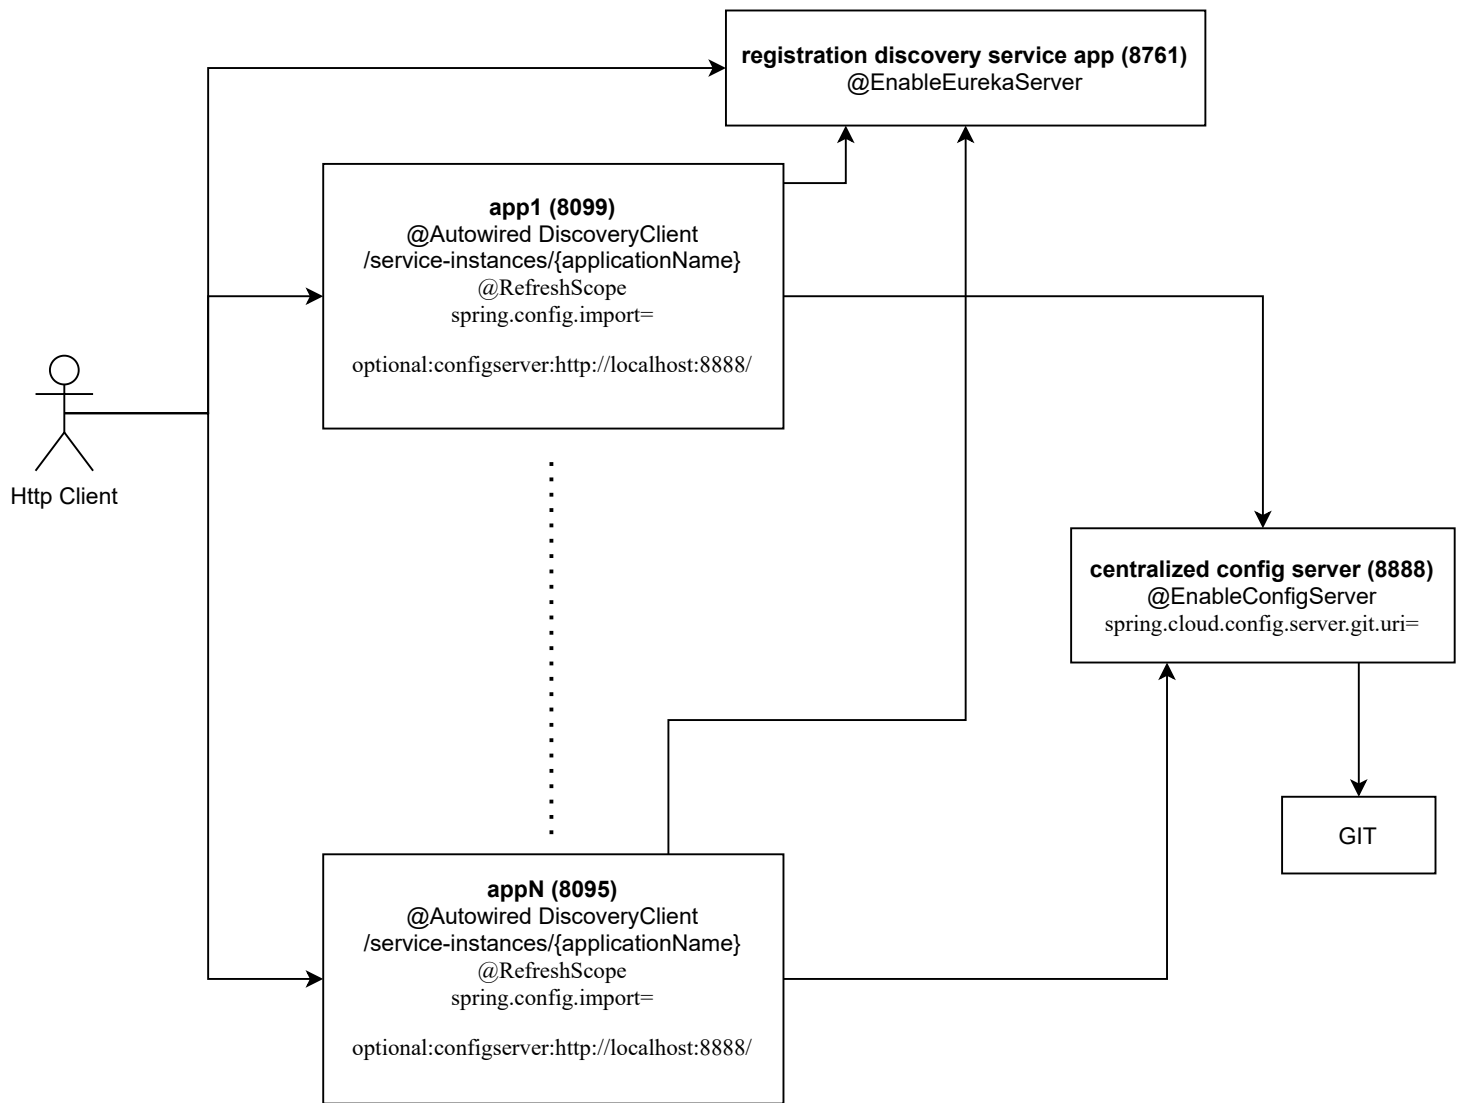 registration discovery service app (8761)
@EnableEurekaServer
app1 (8099)
@Autowired DiscoveryClient
/service-instances/{applicationName}
@RefreshScope
spring.config.import=
optional:configserver:http://localhost:8888/
Http Client
centralized config server (8888)
@EnableConfigServer
spring.cloud.config.server.git.uri=
GIT
appN (8095)
@Autowired DiscoveryClient
/service-instances/{applicationName}
@RefreshScope
spring.config.import=
optional:configserver:http://localhost:8888/